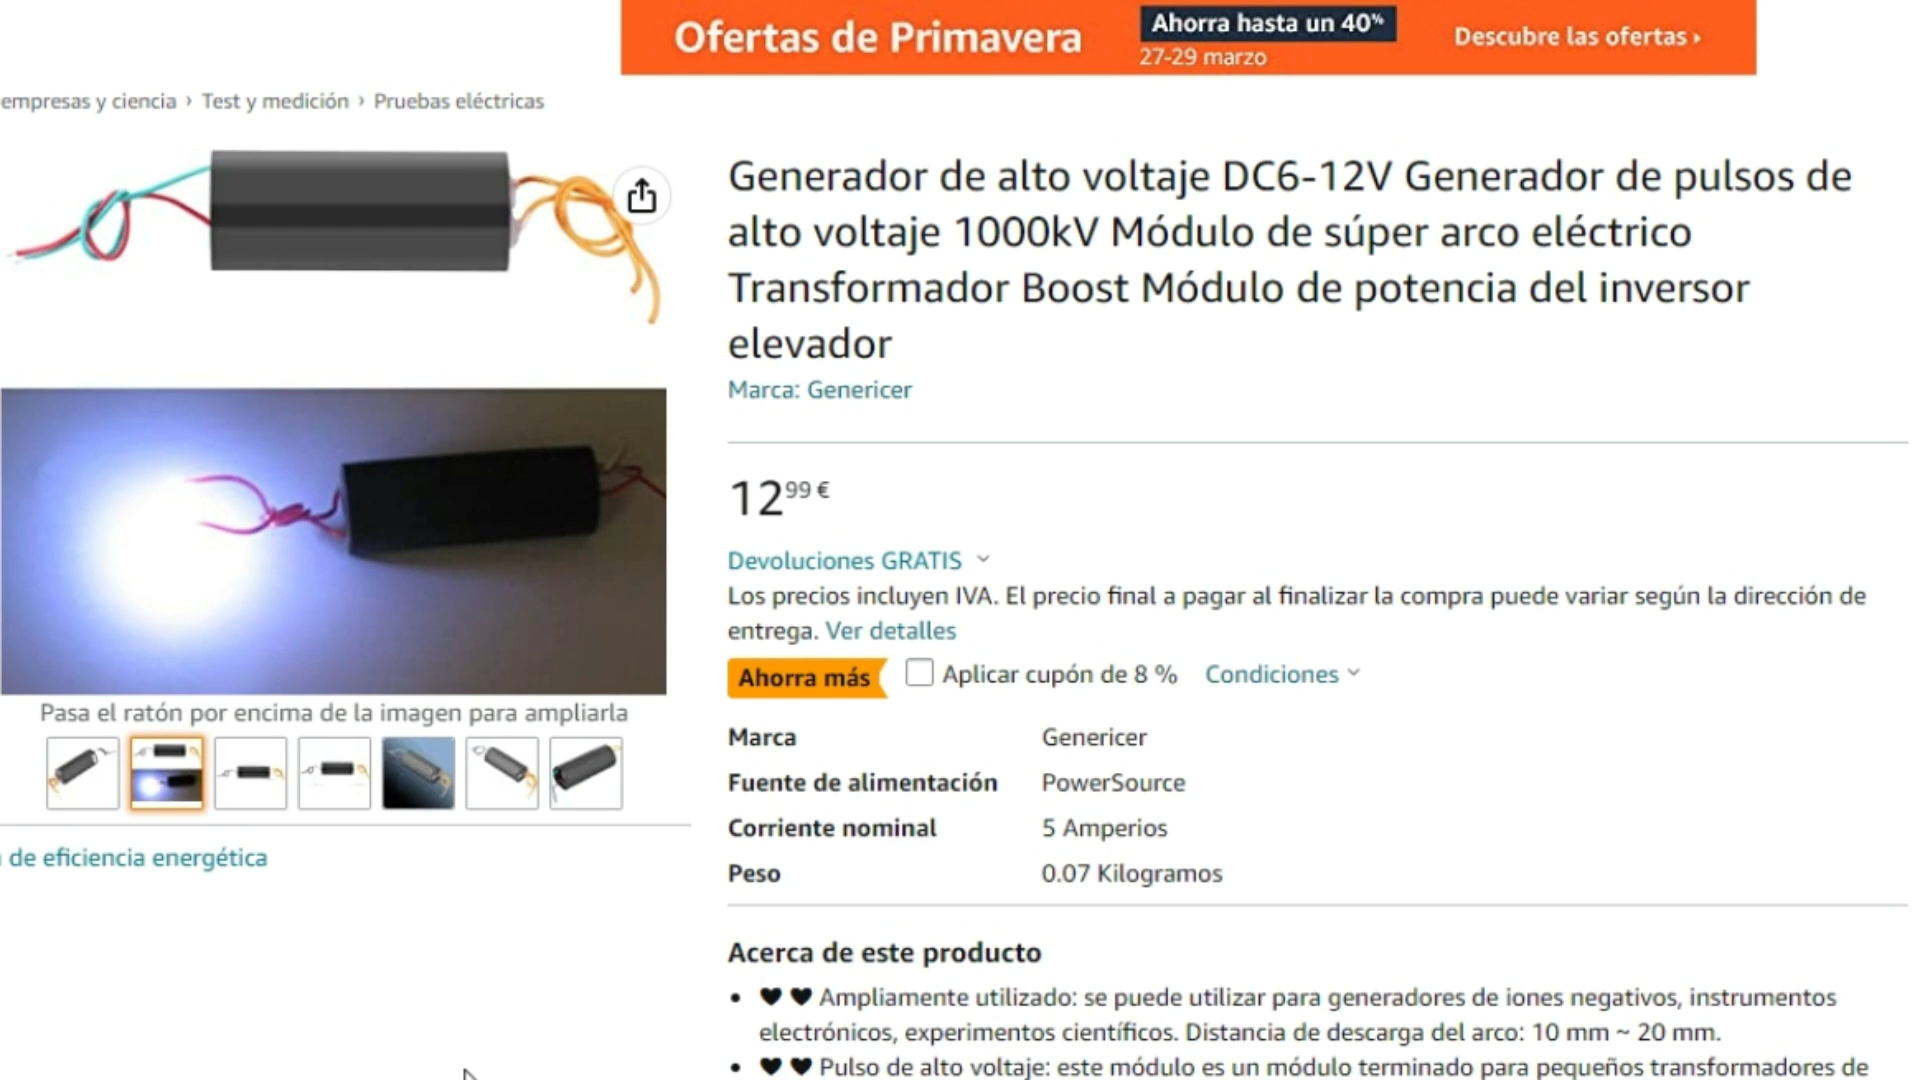 Ofertas de Primavera
Ahorra hasta un 40%
27-29 marzo
Descubre las ofertas ›
empresas y ciencia › Test y medición › Pruebas eléctricas
Generador de alto voltaje DC6-12V Generador de pulsos de
alto voltaje 1000kV Módulo de súper arco eléctrico
Transformador Boost Módulo de potencia del inversor
elevador
Marca: Genericer
12 99 €
Devoluciones GRATIS
Los precios incluyen IVA. El precio final a pagar al finalizar la compra puede variar según la dirección de
entrega. Ver detalles
Ahorra más
Aplicar cupón de 8 % Condiciones
Pasa el ratón por encima de la imagen para ampliarla
Marca Genericer
Fuente de alimentación PowerSource
Corriente nominal 5 Amperios
Peso 0.07 Kilogramos
de eficiencia energética
Acerca de este producto
• ♥ ♥ Ampliamente utilizado: se puede utilizar para generadores de iones negativos, instrumentos
electrónicos, experimentos científicos. Distancia de descarga del arco: 10 mm ~ 20 mm.
• ♥ ♥ Pulso de alto voltaje: este módulo es un módulo terminado para pequeños transformadores de